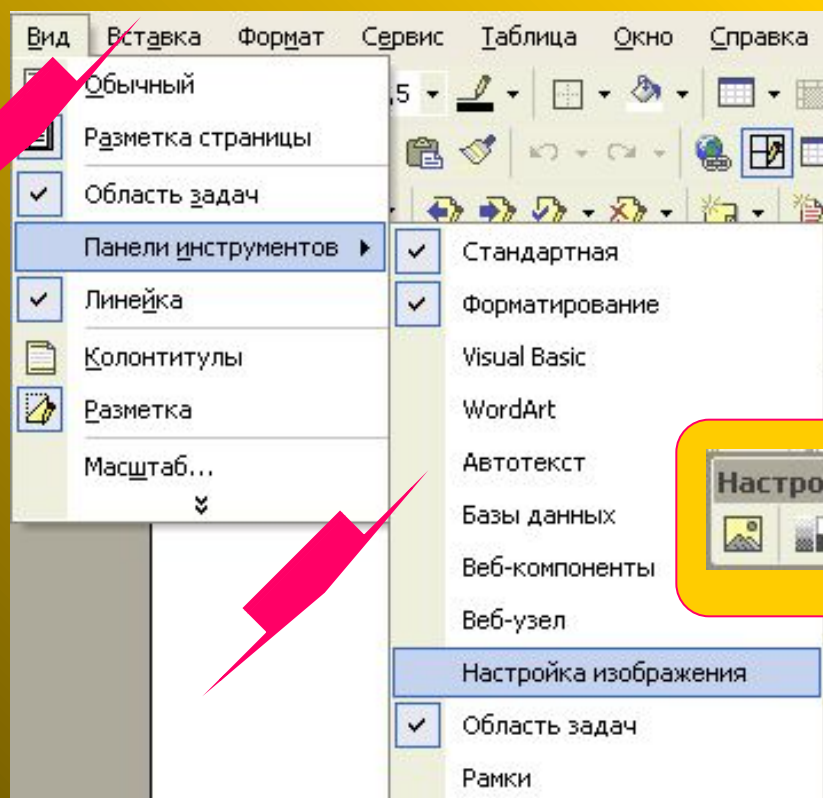 Вид Вставка Формат Сервис Таблица Окно Справка
Обычный
,5
Разметка страницы
Область задач
Панели инструментов
Линейка
Колонтитулы
Разметка
Масштаб...
Стандартная
Форматирование
Visual Basic
WordArt
Автотекст
Базы данных
Веб-компоненты
Веб-узел
Настройка изображения
Область задач
Рамки
Настро